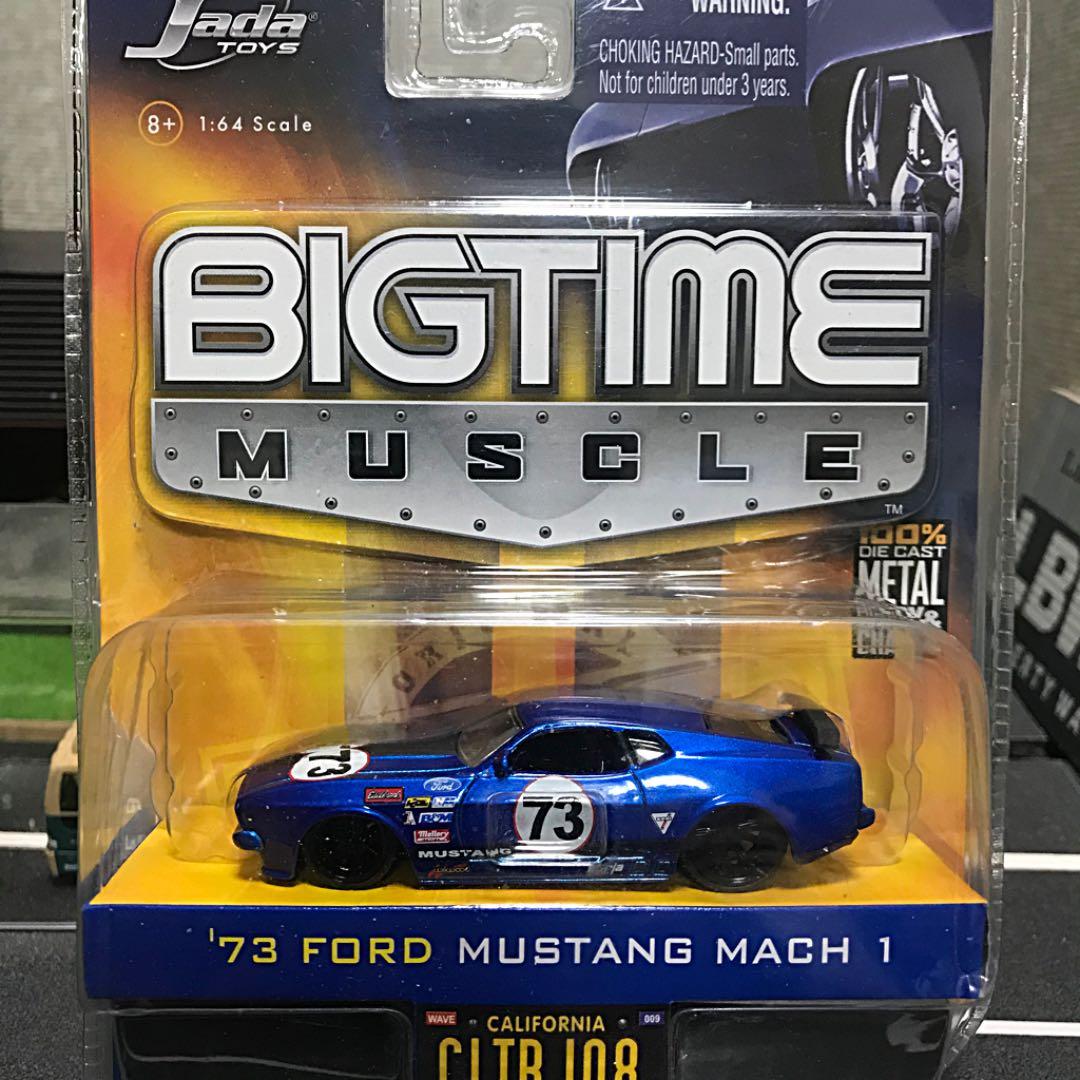 Jada®
TOYS
WARNING:
CHOKING HAZARD-Small parts.
Not for children under 3 years.
8+ 1:64 Scale
BIGTIME
MUSCLE
TM
100%
DIE CAST
METAL
73
Ford
73
Mallory
MUSTANG
'73 FORD MUSTANG MACH 1
WAVE CALIFORNIA 009